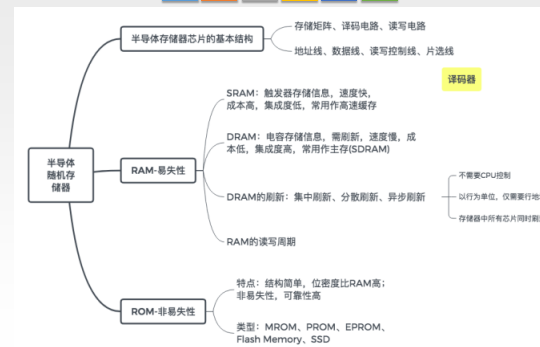 半导体存储器芯片的基本结构
存储矩阵、译码电路、读写电路
地址线、数据线、读写控制线、片选线
译码器
半导体
随机存
储器
RAM-易失性
SRAM：触发器存储信息，速度快，
成本高，集成度低，常用作高速缓存
DRAM：电容存储信息，需刷新，速度慢，成
本低，集成度高，常用作主存(SDRAM)
DRAM的刷新：集中刷新、分散刷新、异步刷新
不需要CPU控制
以行为单位，仅需要行地
存储器中所有芯片同时刷
RAM的读写周期
ROM-非易失性
特点：结构简单，位密度比RAM高；
非易失性，可靠性高
类型：MROM、PROM、EPROM、
Flash Memory、SSD